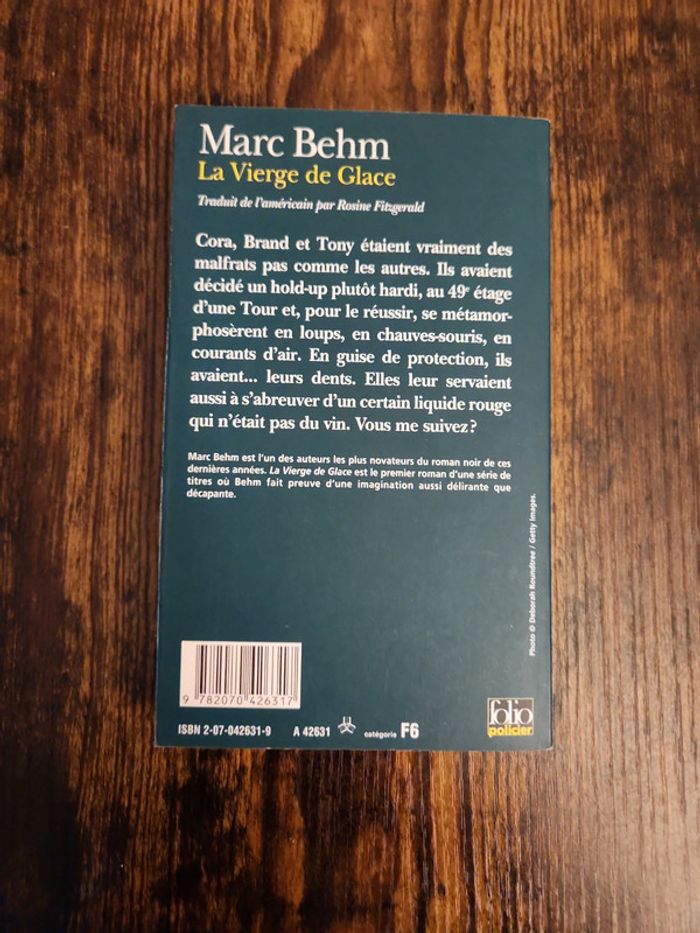 Marc Behm
La Vierge de Glace
Traduit de l'américain par Rosine Fitzgerald
Cora, Brand et Tony étaient vraiment des
malfrats pas comme les autres. Ils avaient
décidé un hold-up plutôt hardi, au 49e étage
d'une Tour et, pour le réussir, se métamor-
phosèrent en loups, en chauves-souris, en
courants d'air. En guise de protection, ils
avaient... leurs dents. Elles leur servaient
aussi à s'abreuver d'un certain liquide rouge
qui n'était pas du vin. Vous me suivez?
Marc Behm est l'un des auteurs les plus novateurs du roman noir de ces
dernières années. La Vierge de Glace est le premier roman d'une série de
titres où Behm fait preuve d'une imagination aussi délirante que
décapante.
Photo © Deborah Roundtree / Getty Images.
9 782070 426317
ISBN 2-07-042631-9 A 42631 catégorie F6
folio
policier